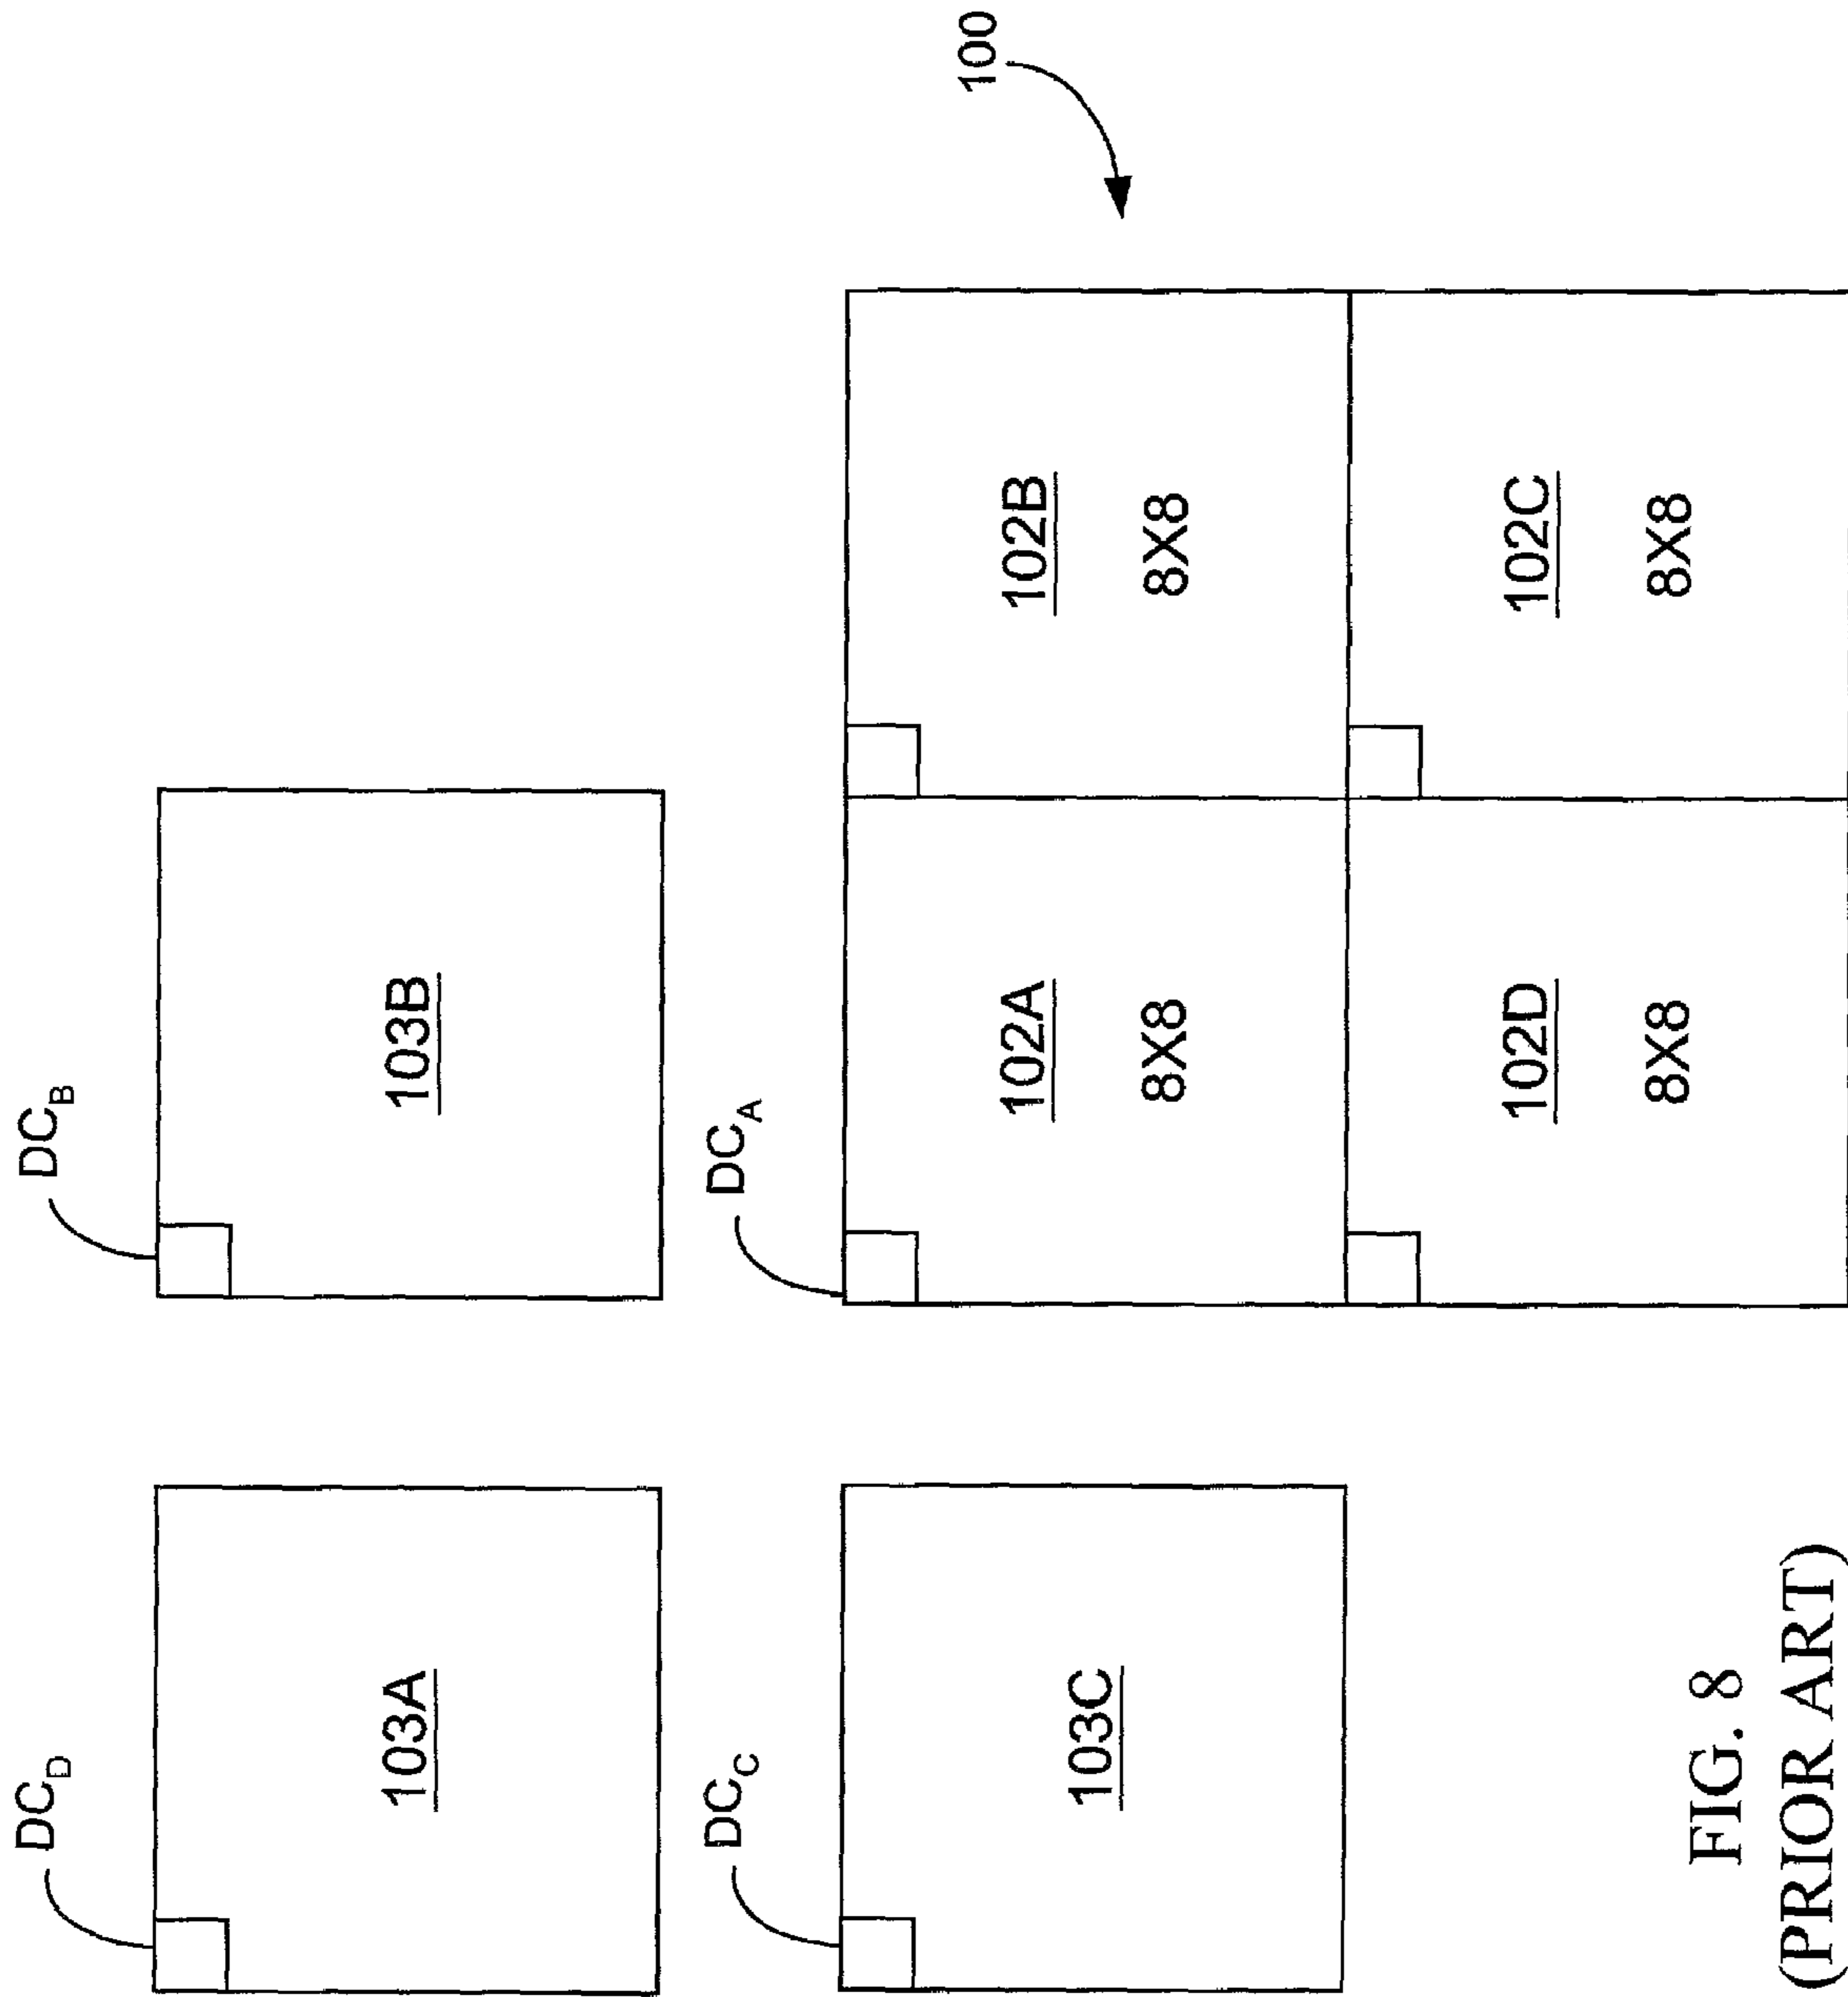 DC_D
DC_B
103A
103B
DC_C
DC_A
100
103C
102A
8X8
102B
8X8
102D
8X8
102C
8X8
FIG. 8
(PRIOR ART)